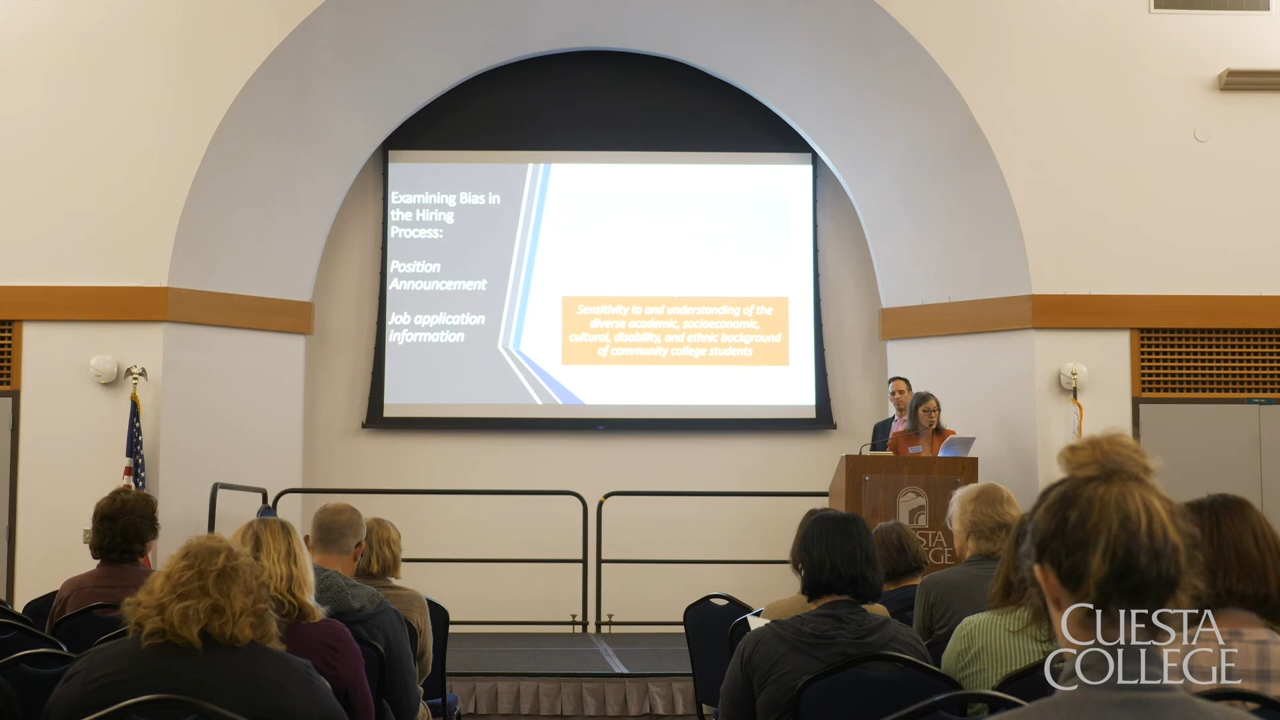 Examining Bias in
the Hiring
Process:
Position
Announcement
Job application
information
Sensitivity to and understanding of the
diverse academic, socioeconomic,
cultural, disability, and ethnic background
of community college students
CUESTA
COLLEGE